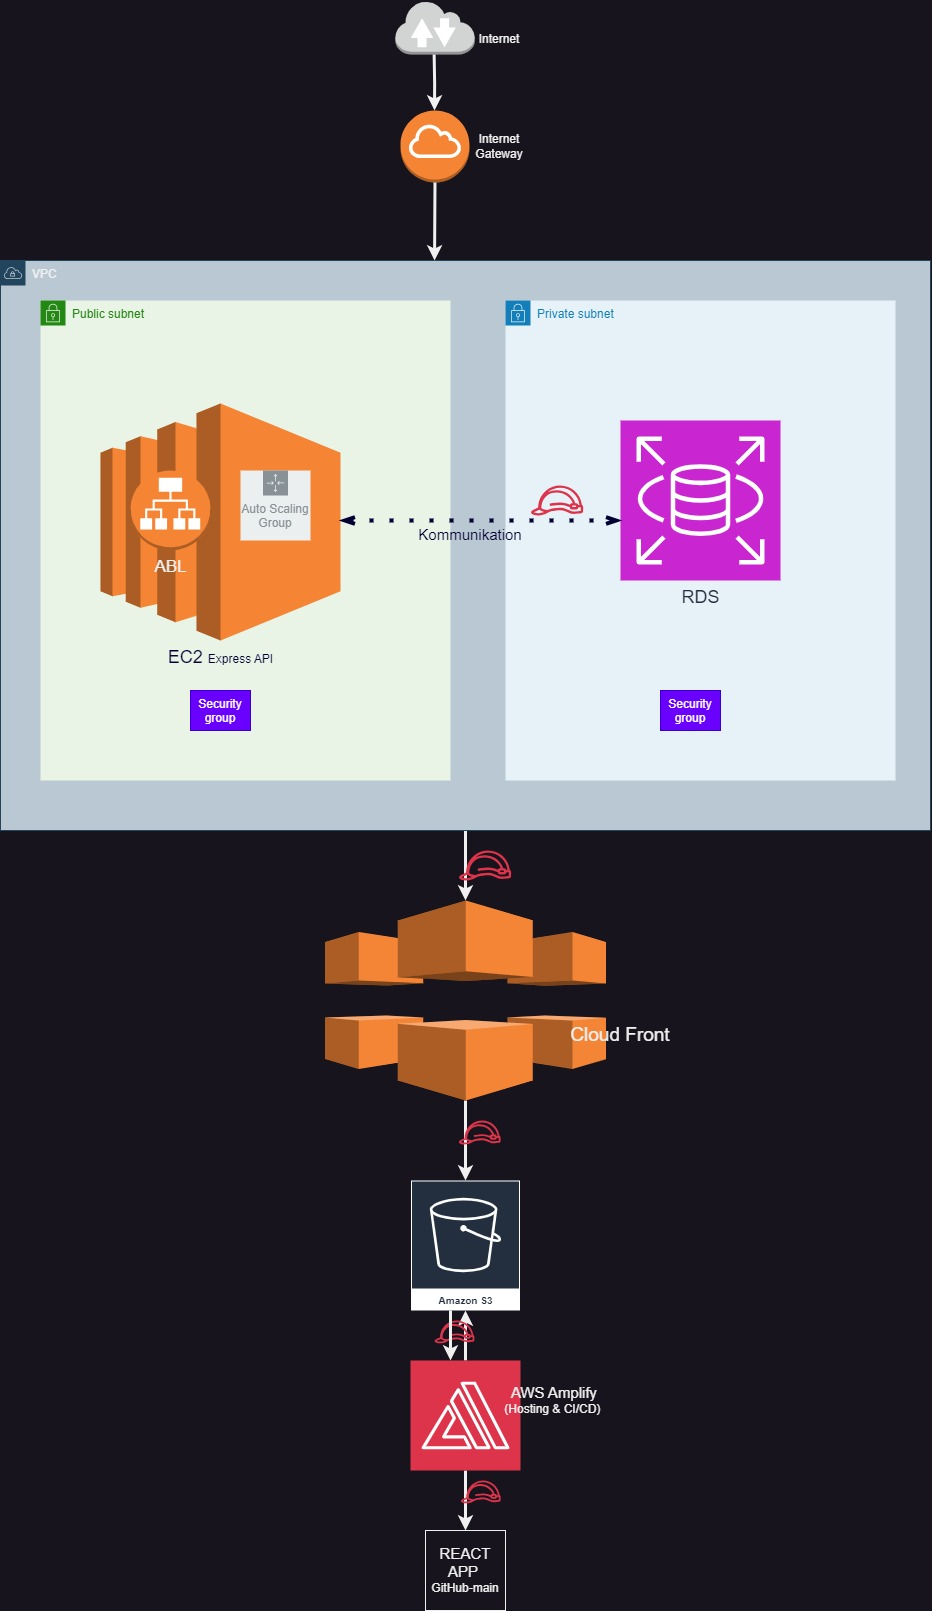 Internet
Internet
Gateway
VPC
Public subnet
Private subnet
Auto Scaling
Group
ABL
Kommunikation
RDS
EC2 Express API
Security
group
Security
group
Cloud Front
Amazon S3
AWS Amplify
(Hosting & CI/CD)
REACT
APP
GitHub-main